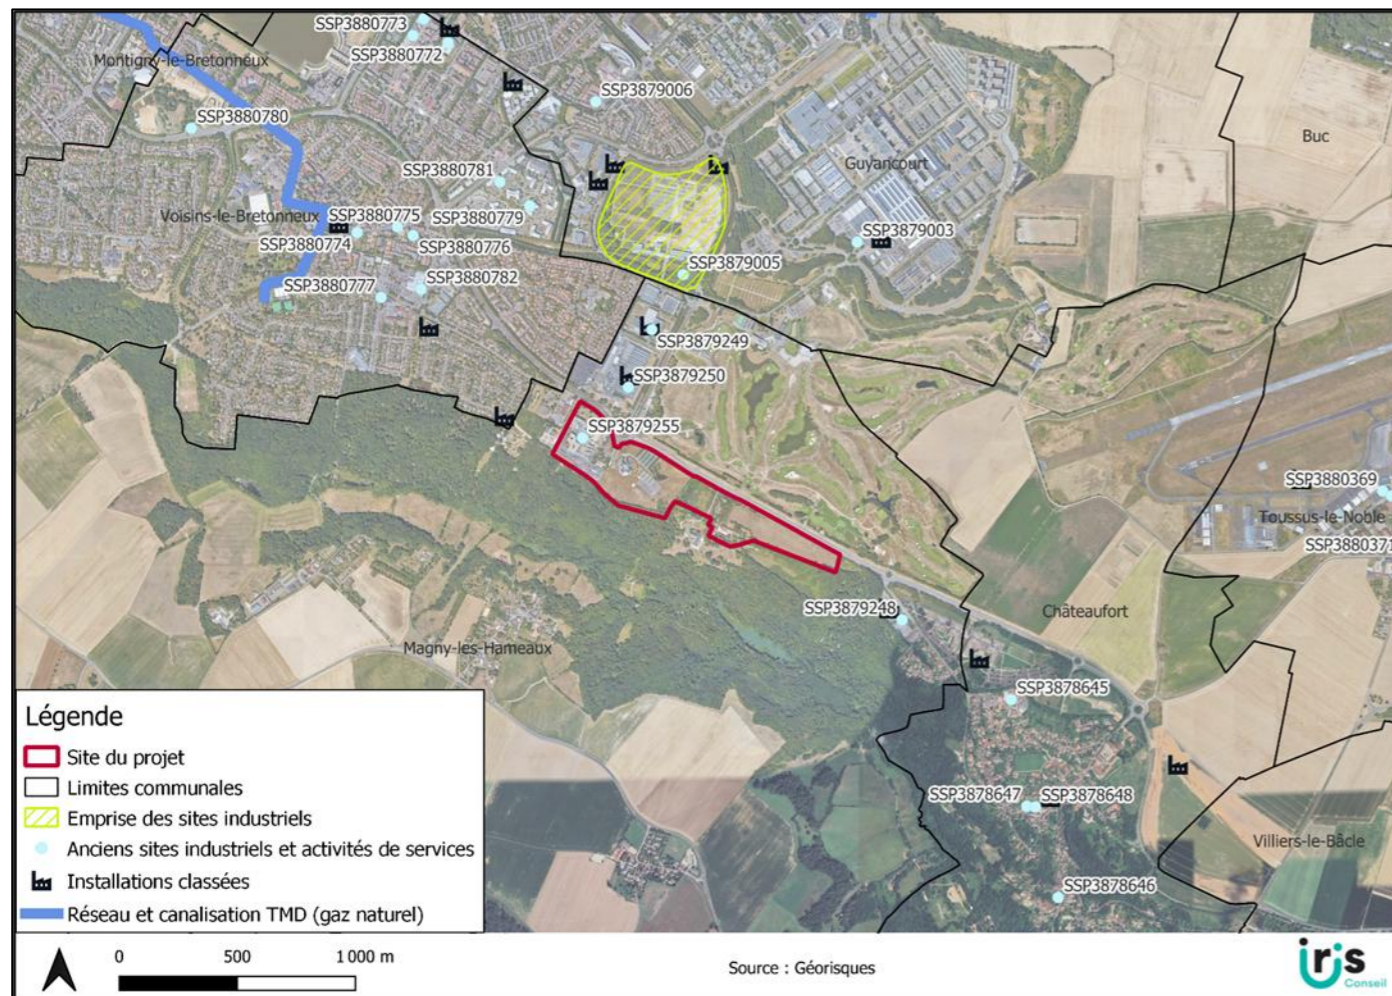 SSP3880773
Montigny-le-Bretonneux
SSP3880772
SSP3879006
SSP3880780
Buc
Guyancourt
SSP3880781
Voisins-le-Bretonneux
SSP3880775
SSP3880779
SSP3880774
SSP3880776
SSP3879003
SSP3879005
SSP3880777
SSP3880782
SSP3879249
SSP3879250
SSP3879255
SSP3880369
Toussus-le-Noble
SSP3880371
SSP3879248
Châteaufort
Magny-les-Hameaux
SSP3878645
SSP3878647
SSP3878648
Villiers-le-Bâcle
SSP3878646
Légende
Site du projet
Limites communales
Emprise des sites industriels
Anciens sites industriels et activités de services
Installations classées
Réseau et canalisation TMD (gaz naturel)
0 500 1 000 m
Source : Géorisques
iris
Conseil